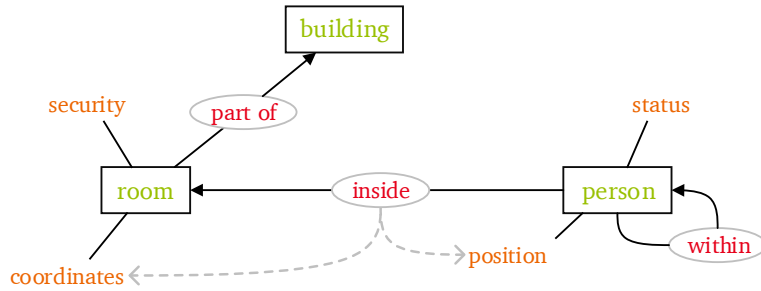 building
security
part of
status
room
inside
person
within
position
coordinates